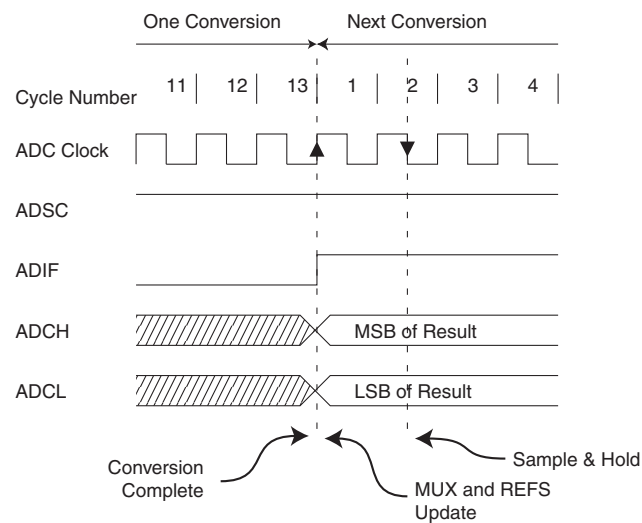 One Conversion Next Conversion
Cycle Number 11 12 13 1 2 3 4
ADC Clock
ADSC
ADIF
ADCH MSB of Result
ADCL LSB of Result
Conversion
Complete
MUX and REFS
Update
Sample & Hold